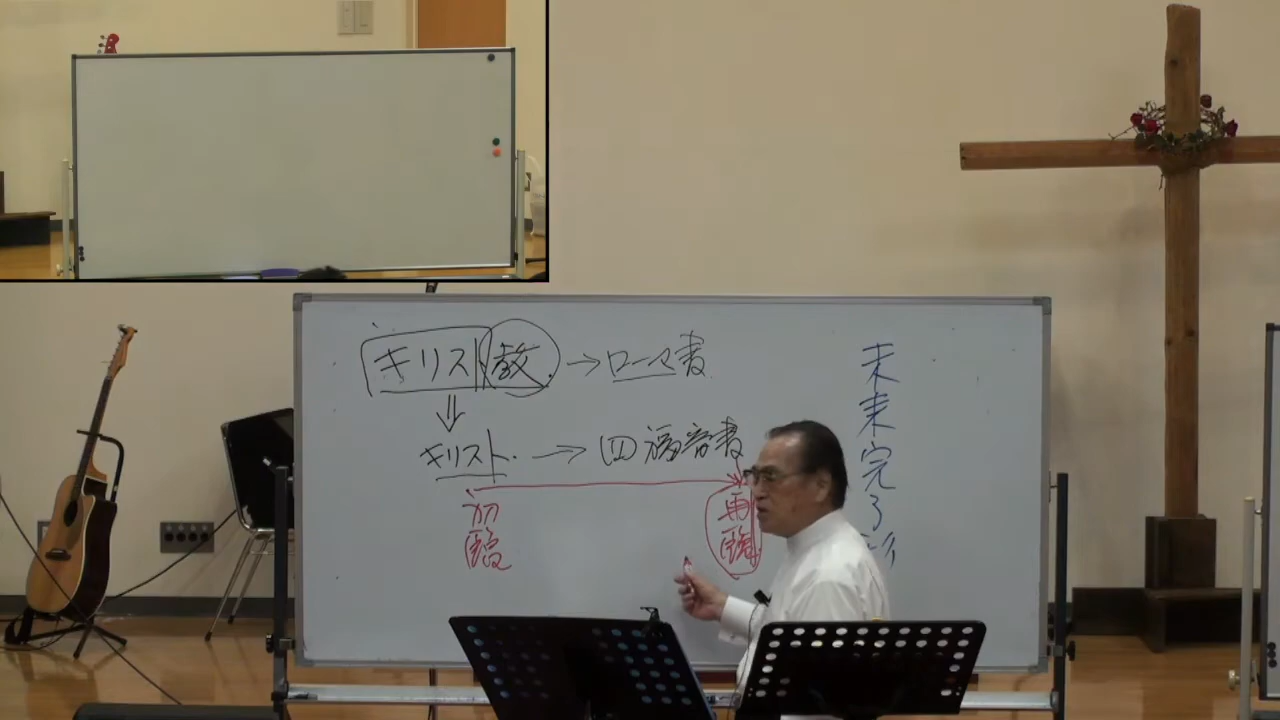 キリスト教→ローマ書
⇓
キリスト→四福音書
初臨
再臨
未来完了形